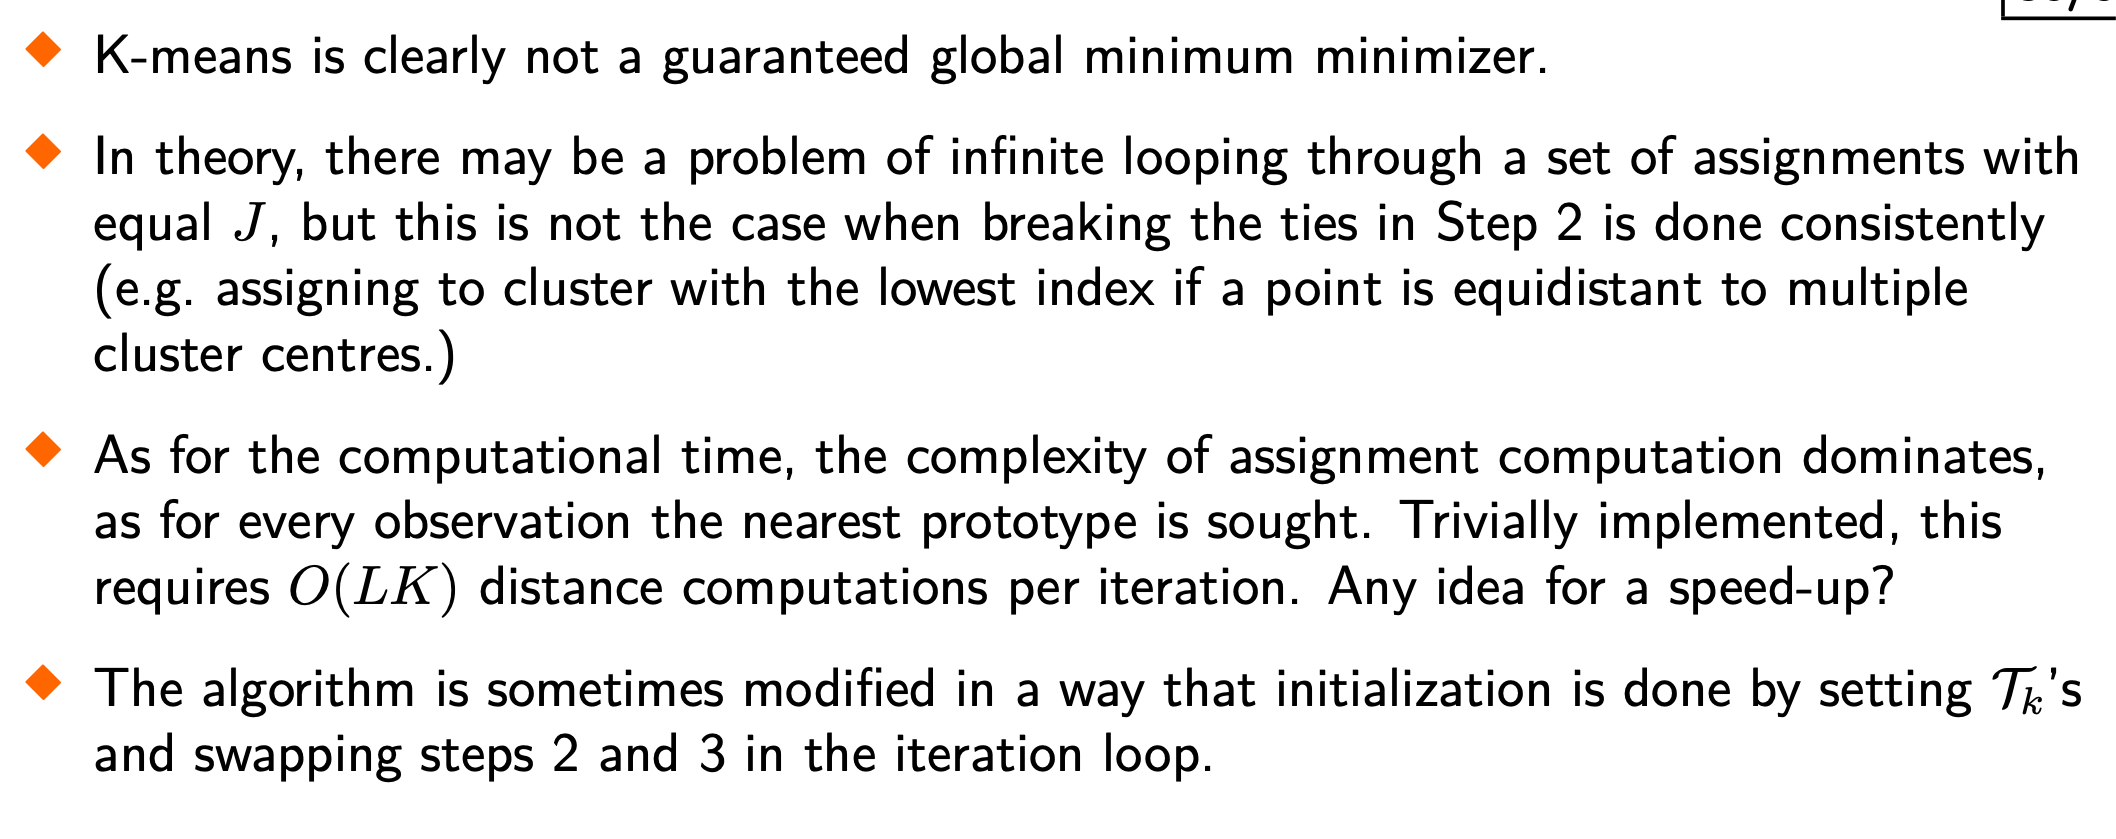 K-means is clearly not a guaranteed global minimum minimizer.
In theory, there may be a problem of infinite looping through a set of assignments with
equal J, but this is not the case when breaking the ties in Step 2 is done consistently
(e.g. assigning to cluster with the lowest index if a point is equidistant to multiple
cluster centres.)
As for the computational time, the complexity of assignment computation dominates,
as for every observation the nearest prototype is sought. Trivially implemented, this
requires O(LK) distance computations per iteration. Any idea for a speed-up?
The algorithm is sometimes modified in a way that initialization is done by setting 𝒯ₖ's
and swapping steps 2 and 3 in the iteration loop.